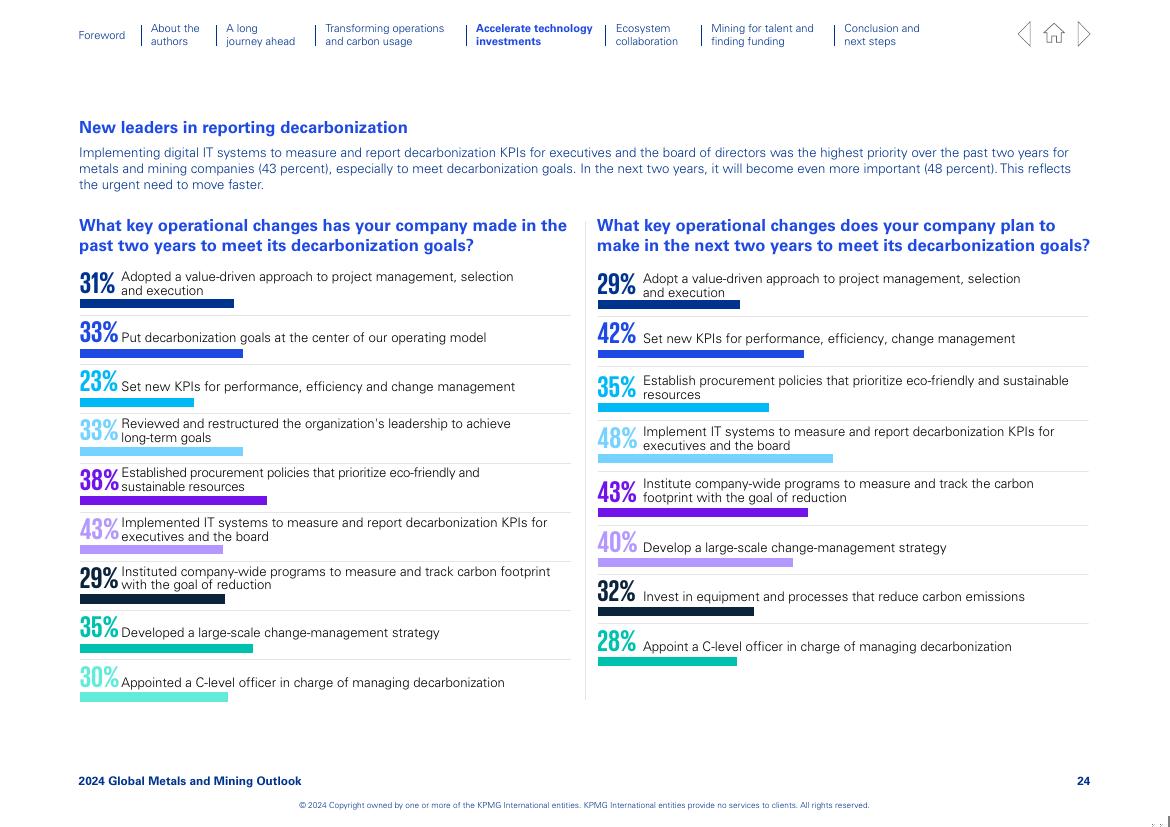 Foreword
About the
authors
A long
journey ahead
Transforming operations
and carbon usage
Accelerate technology
investments
Ecosystem
collaboration
Mining for talent and
finding funding
Conclusion and
next steps
New leaders in reporting decarbonization
Implementing digital IT systems to measure and report decarbonization KPIs for executives and the board of directors was the highest priority over the past two years for
metals and mining companies (43 percent), especially to meet decarbonization goals. In the next two years, it will become even more important (48 percent). This reflects
the urgent need to move faster.
What key operational changes has your company made in the
past two years to meet its decarbonization goals?
31% Adopted a value-driven approach to project management, selection
and execution
33% Put decarbonization goals at the center of our operating model
23% Set new KPIs for performance, efficiency and change management
33% Reviewed and restructured the organization's leadership to achieve
long-term goals
38% Established procurement policies that prioritize eco-friendly and
sustainable resources
43% Implemented IT systems to measure and report decarbonization KPIs for
executives and the board
29% Instituted company-wide programs to measure and track carbon footprint
with the goal of reduction
35% Developed a large-scale change-management strategy
30% Appointed a C-level officer in charge of managing decarbonization
What key operational changes does your company plan to
make in the next two years to meet its decarbonization goals?
29% Adopt a value-driven approach to project management, selection
and execution
42% Set new KPIs for performance, efficiency, change management
35% Establish procurement policies that prioritize eco-friendly and sustainable
resources
48% Implement IT systems to measure and report decarbonization KPIs for
executives and the board
43% Institute company-wide programs to measure and track the carbon
footprint with the goal of reduction
40% Develop a large-scale change-management strategy
32% Invest in equipment and processes that reduce carbon emissions
28% Appoint a C-level officer in charge of managing decarbonization
2024 Global Metals and Mining Outlook
24
© 2024 Copyright owned by one or more of the KPMG International entities. KPMG International entities provide no services to clients. All rights reserved.